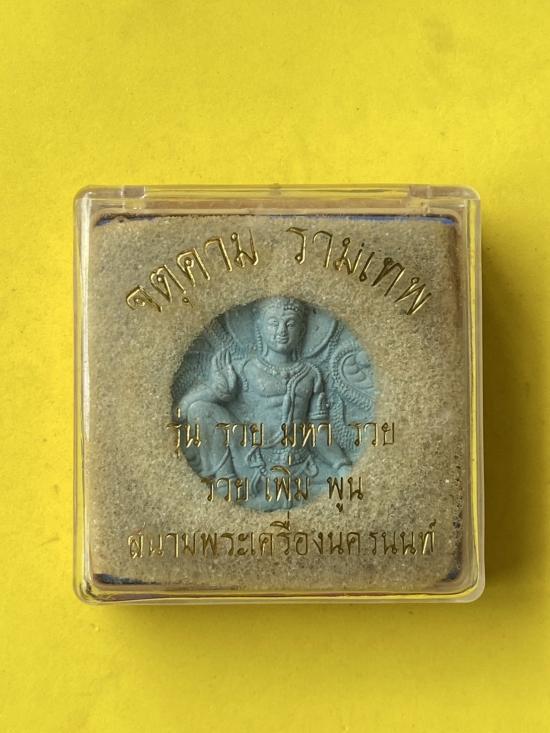 จตุคาม รามเทพ
รุ่น รวย มหา รวย
รวย เพิ่ม พูน
สนามพระเครื่องนครนนท์